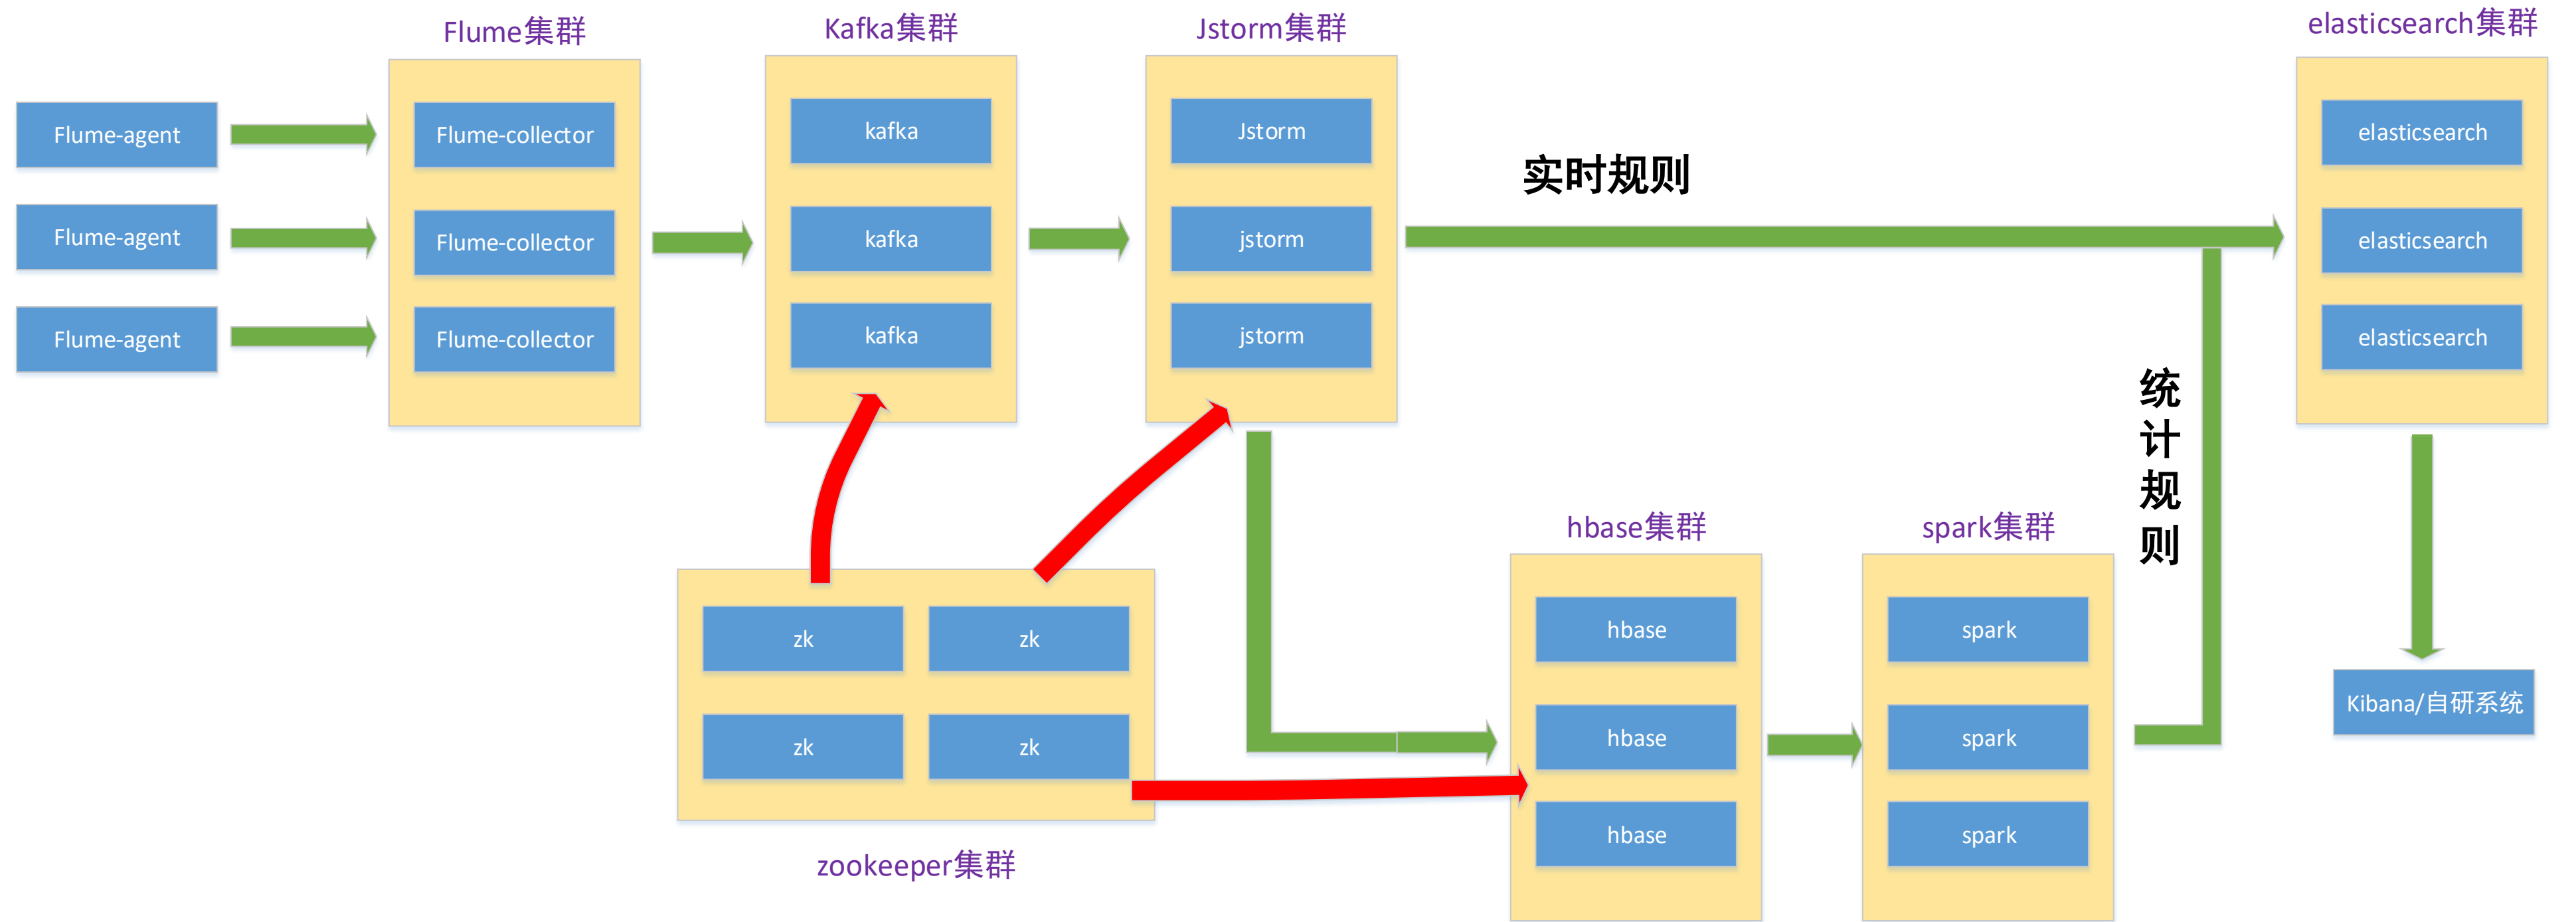 Flume集群
Kafka集群
Jstorm集群
elasticsearch集群
Flume-agent
Flume-agent
Flume-agent
Flume-collector
Flume-collector
Flume-collector
kafka
kafka
kafka
Jstorm
jstorm
jstorm
实时规则
elasticsearch
elasticsearch
elasticsearch
统计规则
zk
zk
zk
zk
zookeeper集群
hbase集群
hbase
hbase
hbase
spark集群
spark
spark
spark
Kibana/自研系统